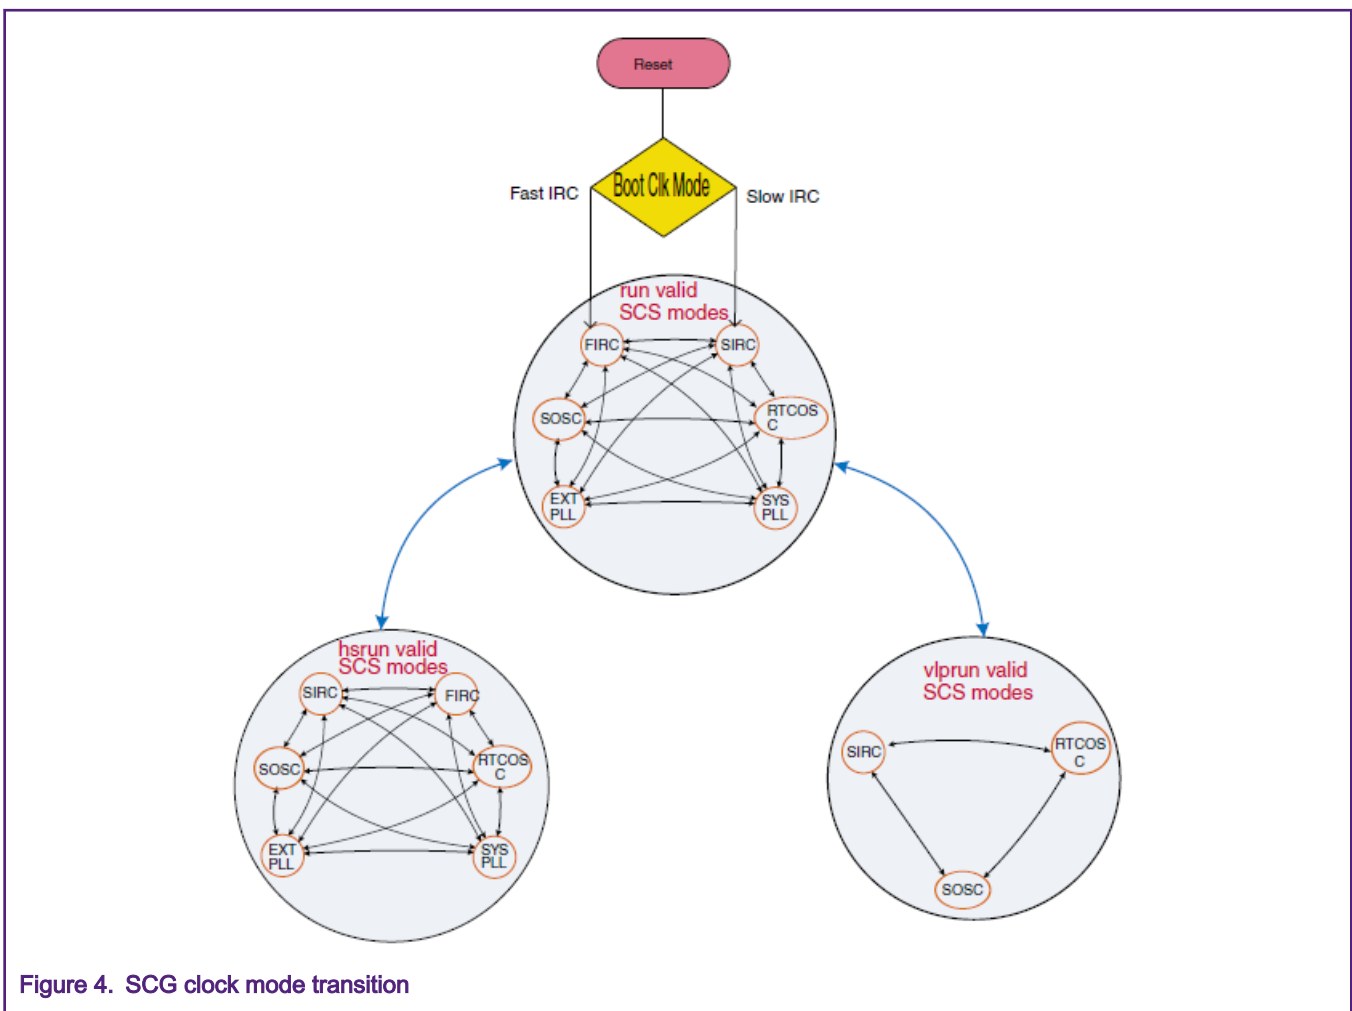 Reset
Boot Clk Mode
Fast IRC
Slow IRC
run valid
SCS modes
FIRC
SIRC
SOSC
RTCOS
C
EXT
PLL
SYS
PLL
hsrun valid
SCS modes
SIRC
FIRC
SOSC
RTCOS
C
EXT
PLL
SYS
PLL
vlprun valid
SCS modes
SIRC
RTCOS
C
SOSC
Figure 4. SCG clock mode transition